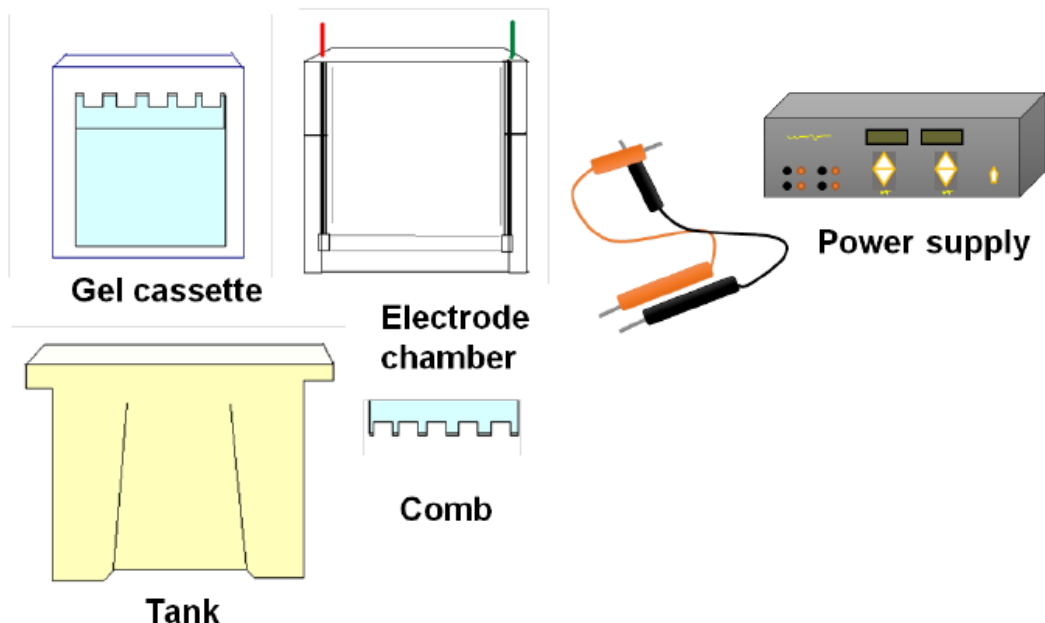 Gel cassette
Electrode
chamber
Power supply
Comb
Tank